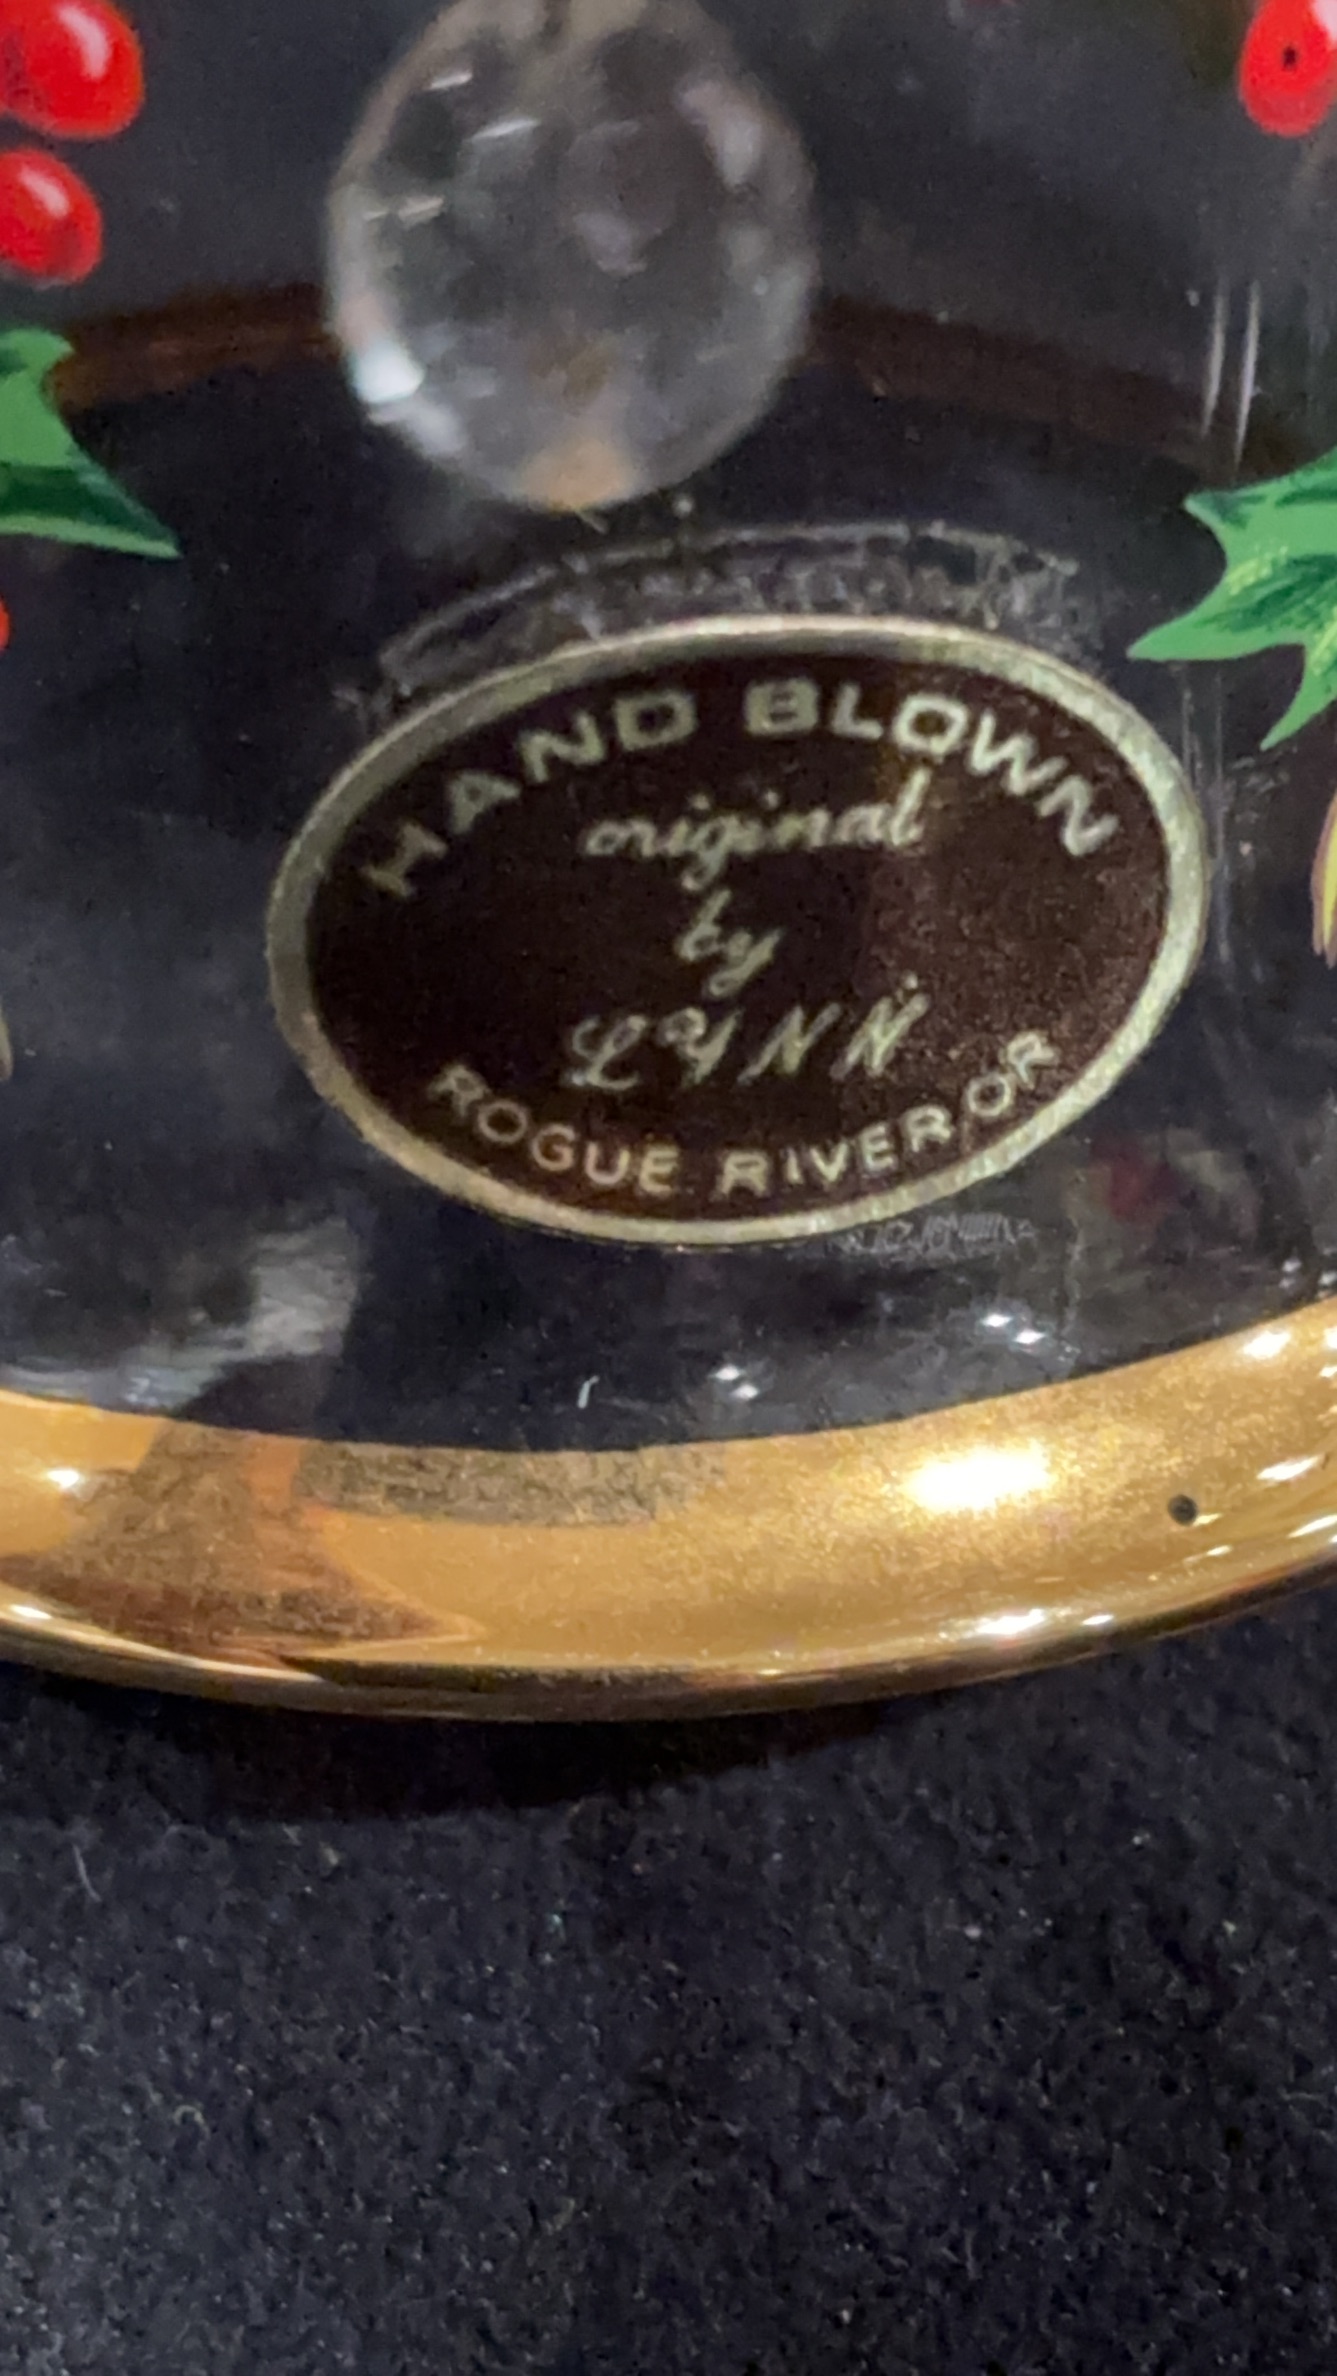 HAND BLOWN
original
by
LYNN
ROGUE RIVER, OR